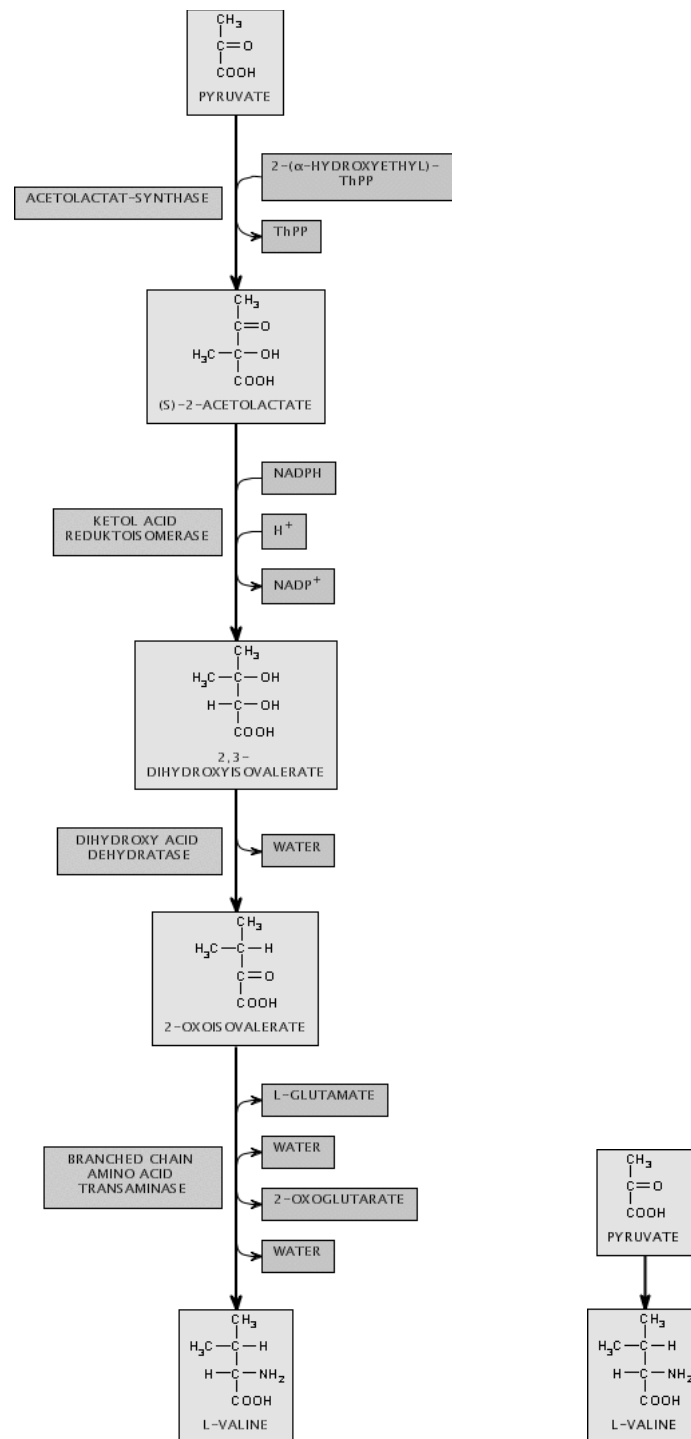 CH3
C=O
COOH
PYRUVATE
2-(α-HYDROXYETHYL)-
ThPP
ACETOLACTAT-SYNTHASE
ThPP
CH3
C=O
H3C-C-OH
COOH
(S)-2-ACETOLACTATE
NADPH
KETOL ACID
REDUKTOISOMERASE
H+
NADP+
CH3
H3C-C-OH
H-C-OH
COOH
2,3-
DIHYDROXYISOVALERATE
DIHYDROXY ACID
DEHYDRATASE
WATER
CH3
H3C-C-H
C=O
COOH
2-OXOISOVALERATE
L-GLUTAMATE
BRANCHED CHAIN
AMINO ACID
TRANSAMINASE
WATER
2-OXOGLUTARATE
WATER
CH3
H3C-C-H
H-C-NH2
COOH
L-VALINE
CH3
C=O
COOH
PYRUVATE
CH3
H3C-C-H
H-C-NH2
COOH
L-VALINE